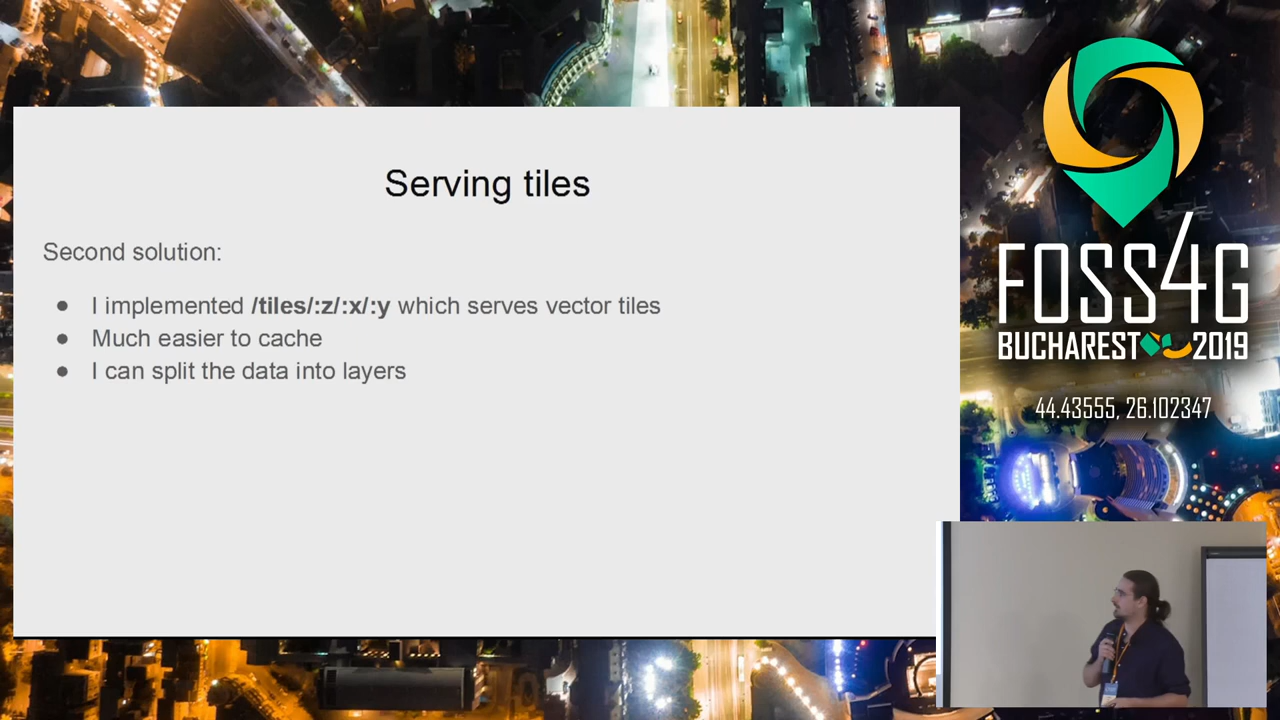 Serving tiles
Second solution:
● I implemented /tiles/:z/:x/:y which serves vector tiles
● Much easier to cache
● I can split the data into layers
FOSS4G
BUCHAREST 2019
44.43555, 26.102347